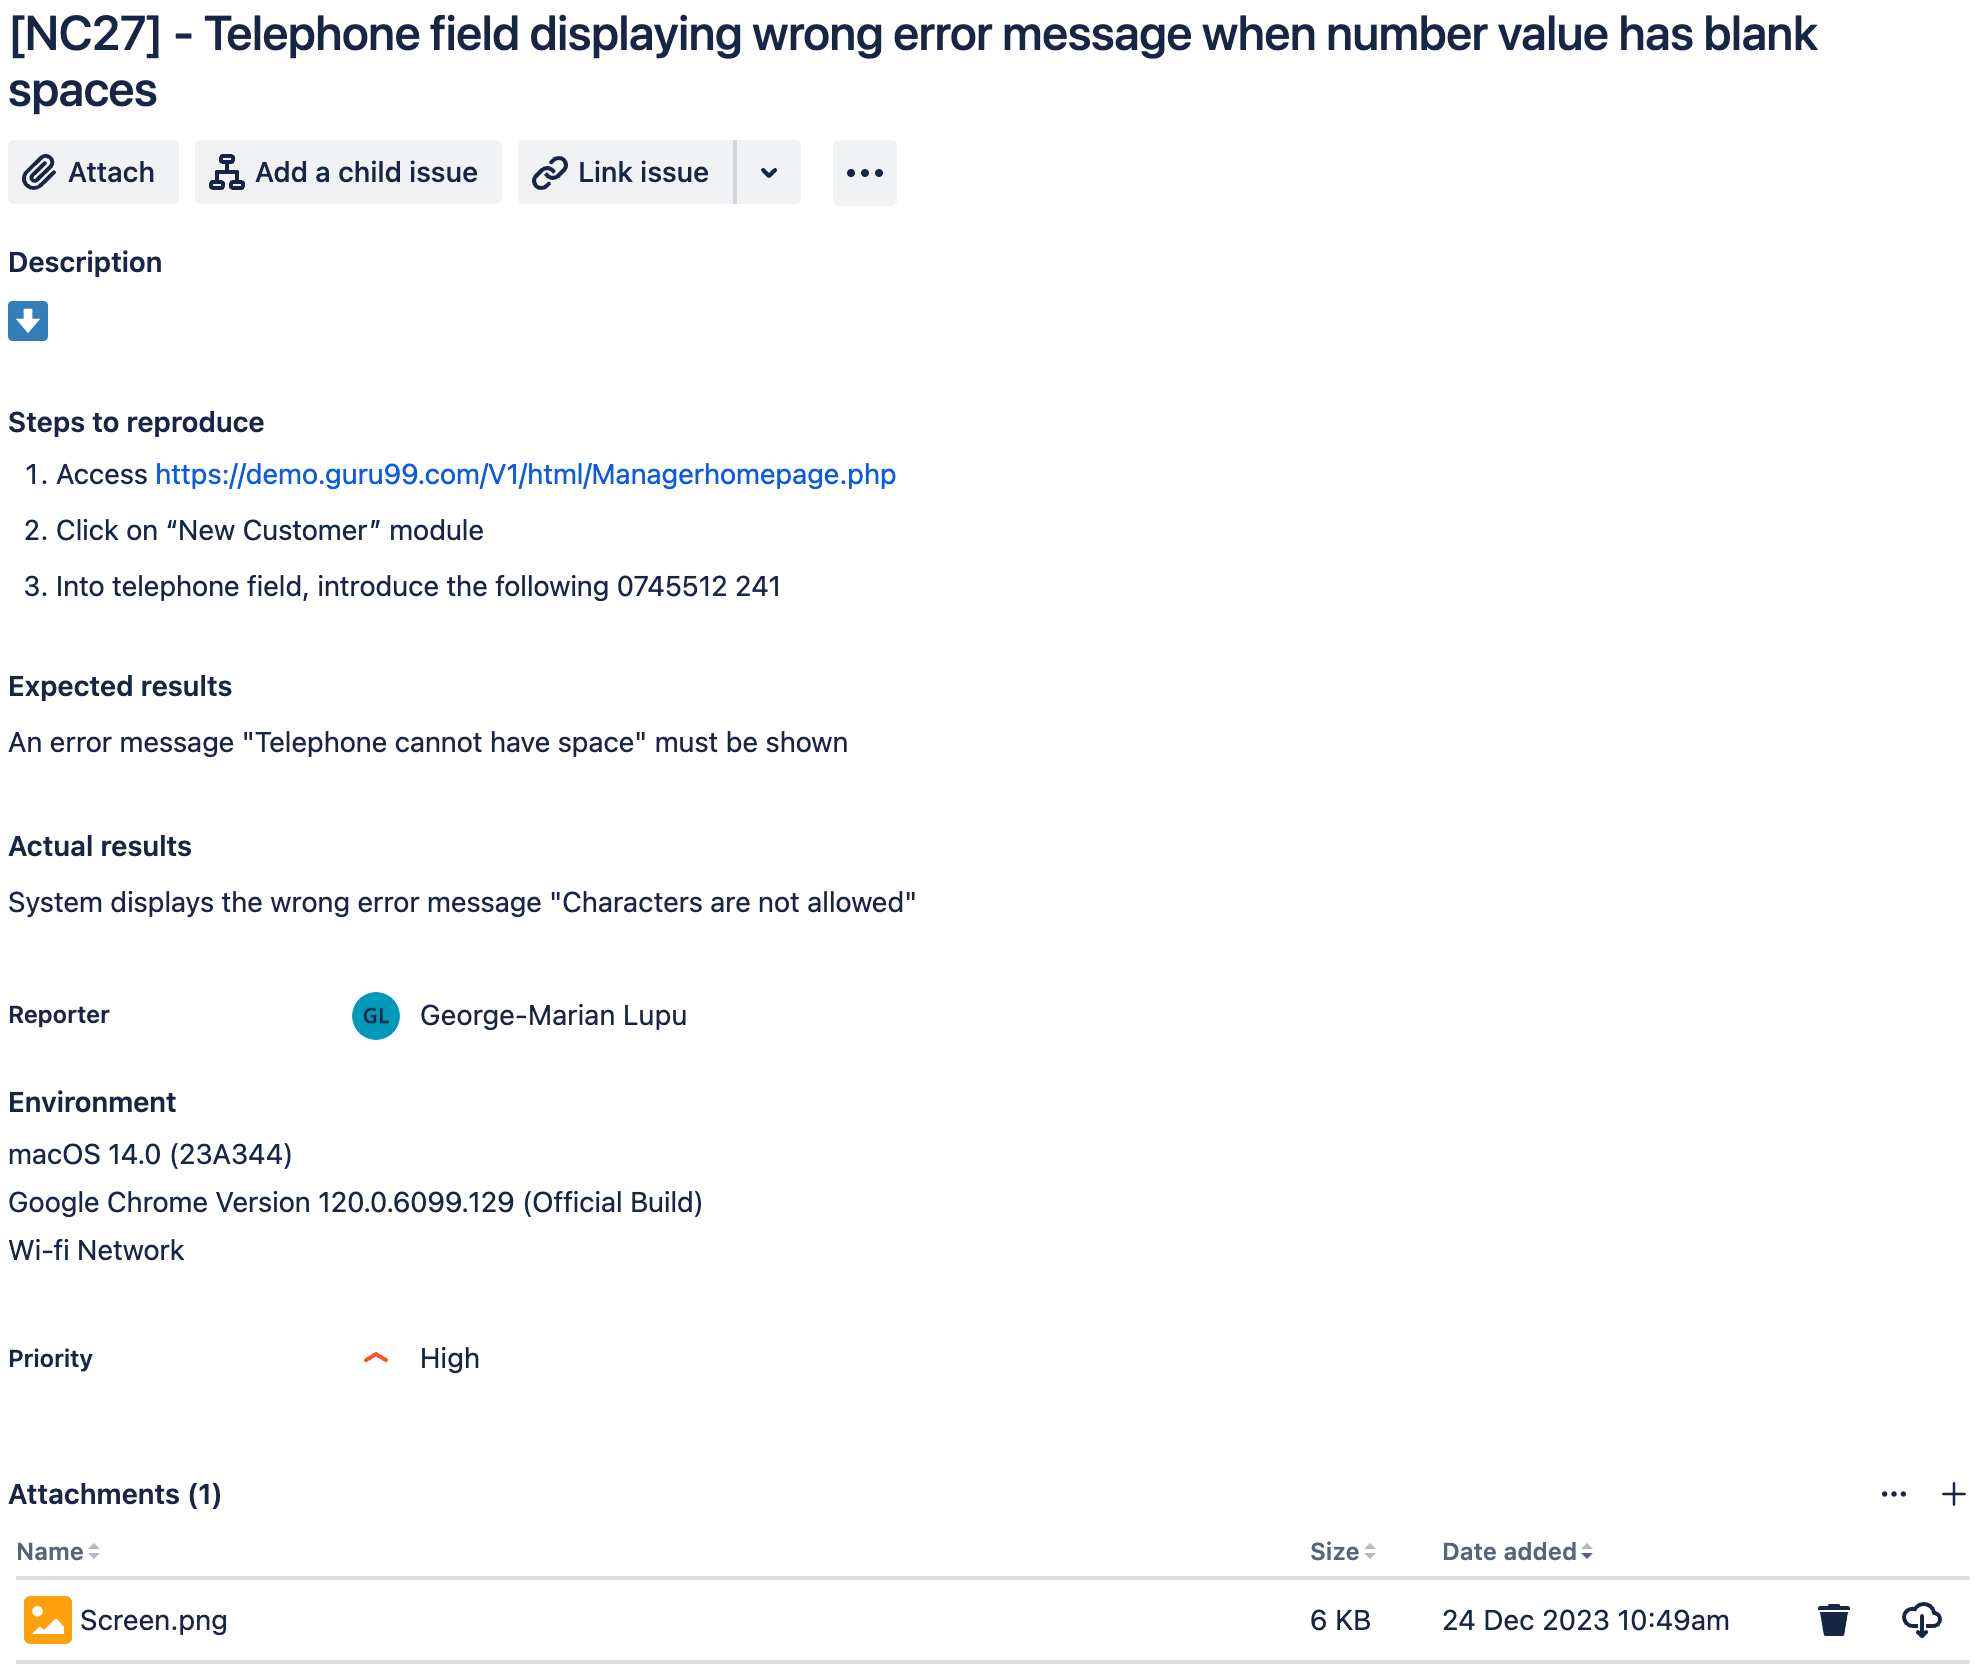 [NC27] - Telephone field displaying wrong error message when number value has blank
spaces
Attach Add a child issue Link issue
Description
Steps to reproduce
1. Access https://demo.guru99.com/V1/html/Managerhomepage.php
2. Click on “New Customer” module
3. Into telephone field, introduce the following 0745512 241
Expected results
An error message "Telephone cannot have space" must be shown
Actual results
System displays the wrong error message "Characters are not allowed"
Reporter GL George-Marian Lupu
Environment
macOS 14.0 (23A344)
Google Chrome Version 120.0.6099.129 (Official Build)
Wi-fi Network
Priority High
Attachments (1)
Name Size Date added
Screen.png 6 KB 24 Dec 2023 10:49am